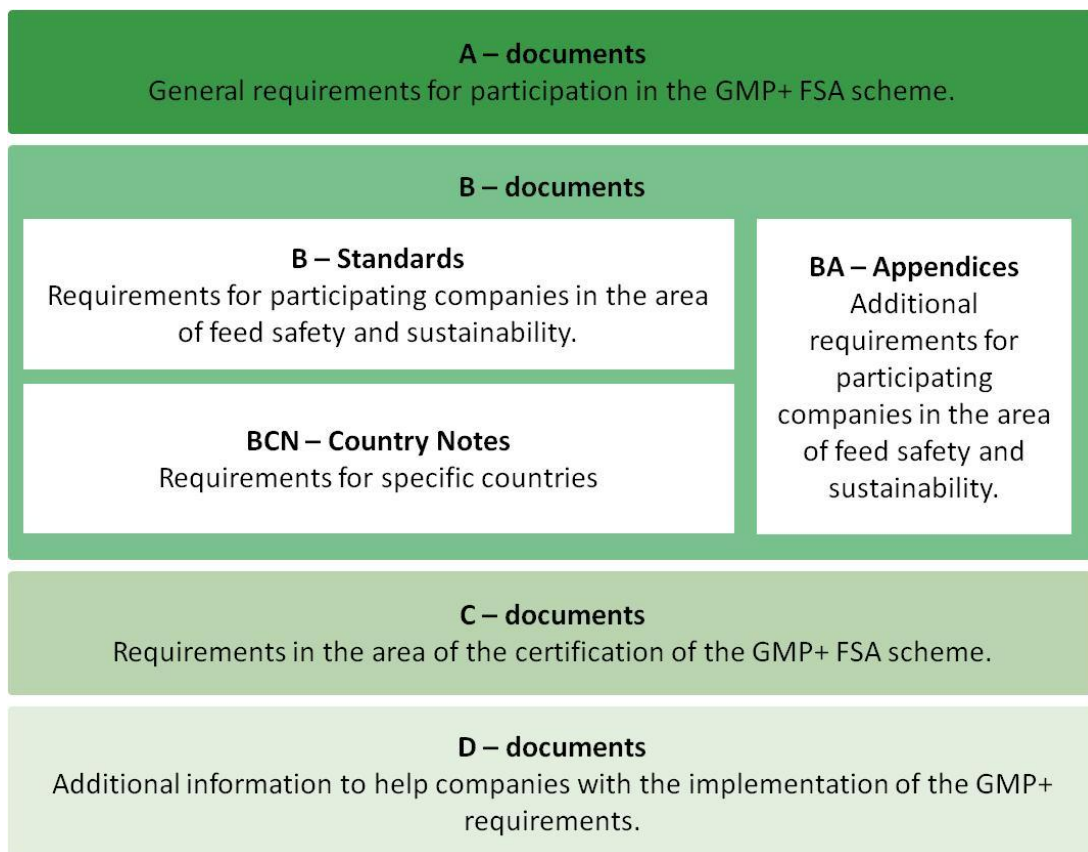 A – documents
General requirements for participation in the GMP+ FSA scheme.
B – documents
B – Standards
Requirements for participating companies in the area
of feed safety and sustainability.
BCN – Country Notes
Requirements for specific countries
BA – Appendices
Additional
requirements for
participating
companies in the area
of feed safety and
sustainability.
C – documents
Requirements in the area of the certification of the GMP+ FSA scheme.
D – documents
Additional information to help companies with the implementation of the GMP+
requirements.